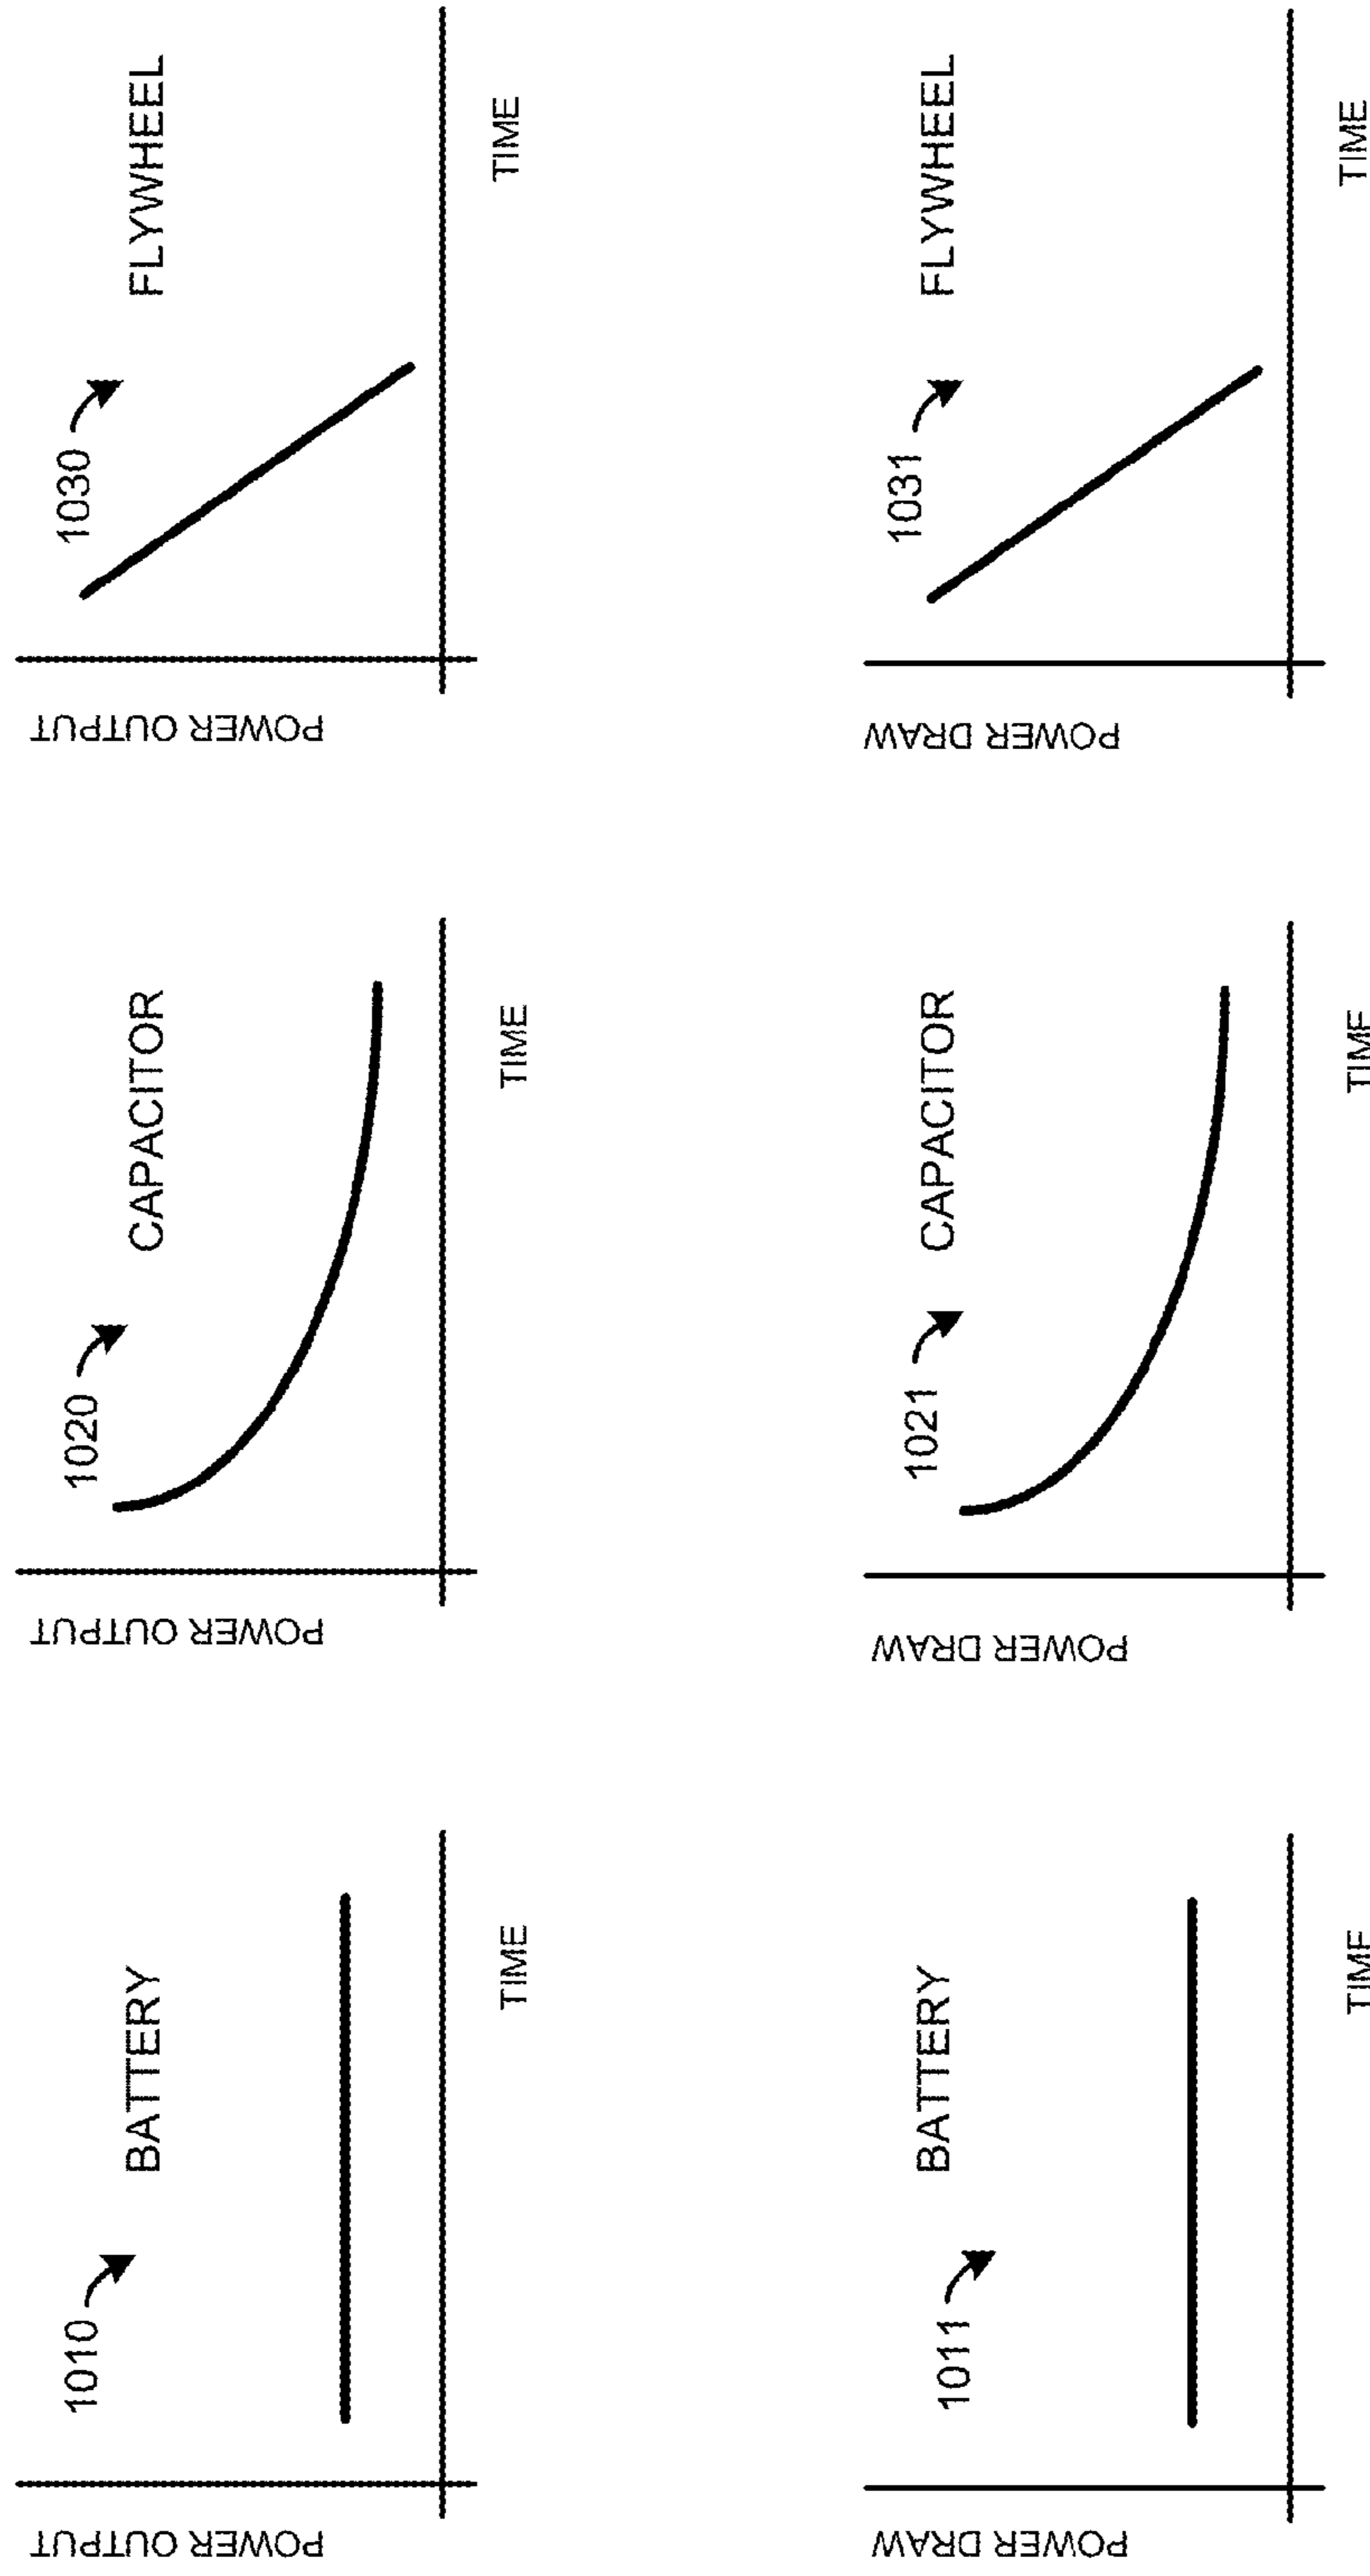 POWER OUTPUT
1010
BATTERY
TIME
POWER OUTPUT
1020
CAPACITOR
TIME
POWER OUTPUT
1030
FLYWHEEL
TIME
POWER DRAW
1011
BATTERY
TIME
POWER DRAW
1021
CAPACITOR
TIME
POWER DRAW
1031
FLYWHEEL
TIME